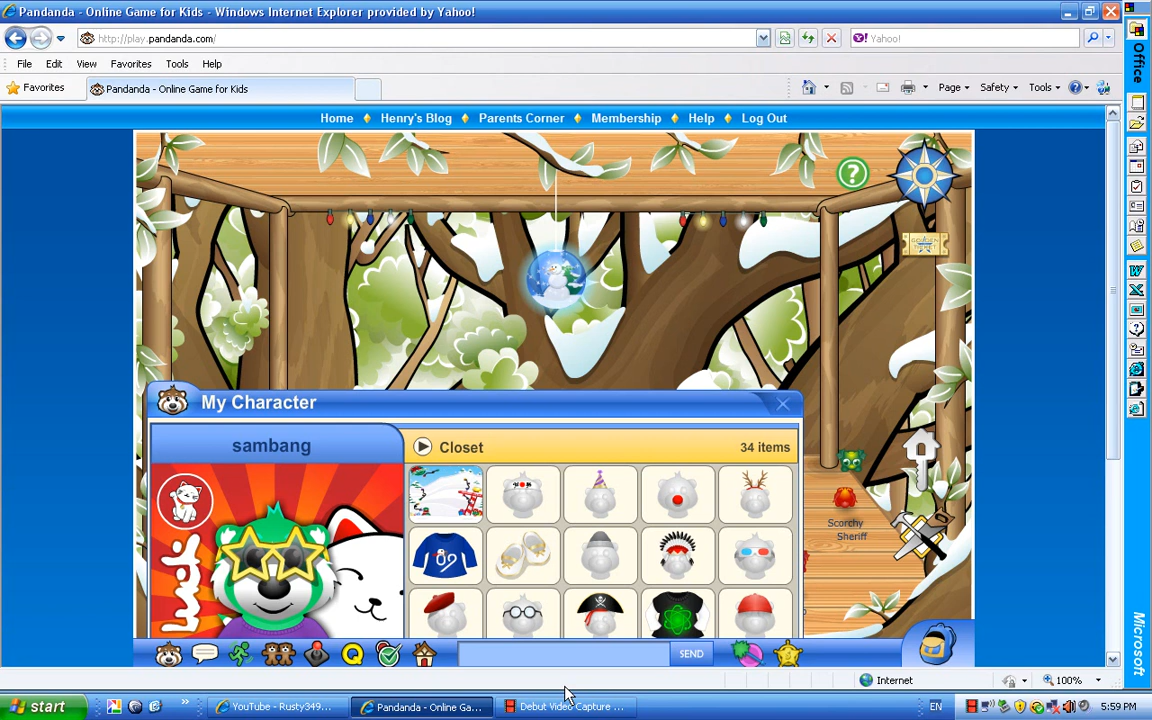 Pandanda - Online Game for Kids - Windows Internet Explorer provided by Yahoo!
http://play.pandanda.com/
Yahoo!
File Edit View Favorites Tools Help
Favorites Pandanda - Online Game for Kids Page Safety Tools
Office
Home Henry's Blog Parents Corner Membership Help Log Out
GOLDEN TICKET
My Character
sambang
Closet 34 items
09
Scorchy
Sheriff
SEND
Microsoft
Internet 100%
start YouTube - Rusty349... Pandanda - Online Ga... Debut Video Capture ... EN 5:59 PM